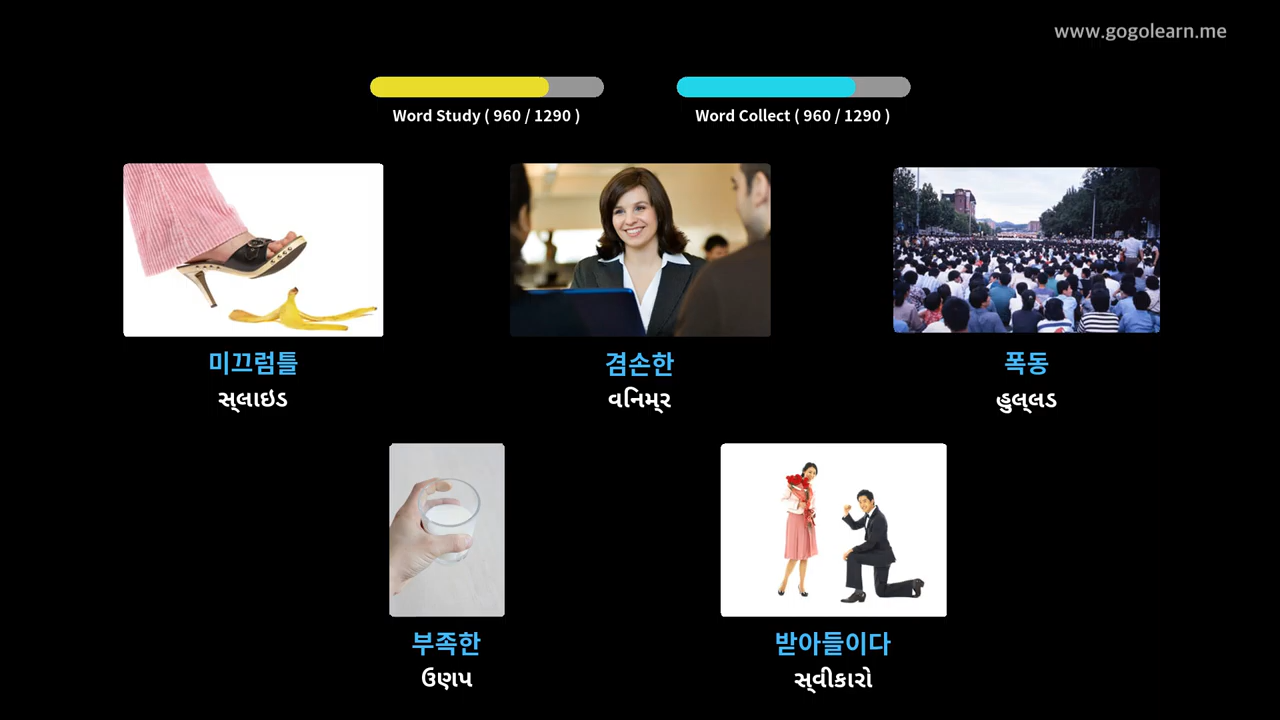 www.gogolearn.me
Word Study ( 960 / 1290 )
Word Collect ( 960 / 1290 )
미끄럼틀
સ્લાઇડ
겸손한
વનિમ્ર
폭동
હુલ્લડ
부족한
ઉણપ
받아들이다
સ્વીકારો